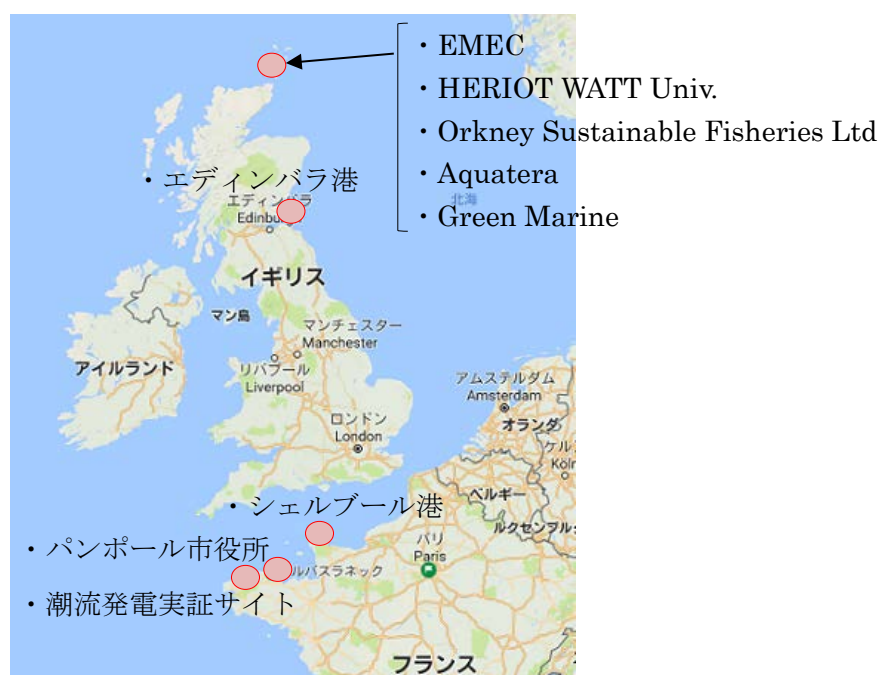 ・EMEC
・HERIOT WATT Univ.
・Orkney Sustainable Fisheries Ltd
・Aquatera
・Green Marine
北海
・エディンバラ港
エディンバラ
イギリス
マン島
マンチェスター
Manchester
リバプール
Liverpool
アイルランド
アムステルダム
Amsterdam
オランダ
ロンドン
London
ベルギー
ルクセンブル
・シェルブール港
パリ
Paris
・パンポール市役所
ルバスラネック
・潮流発電実証サイト
フランス